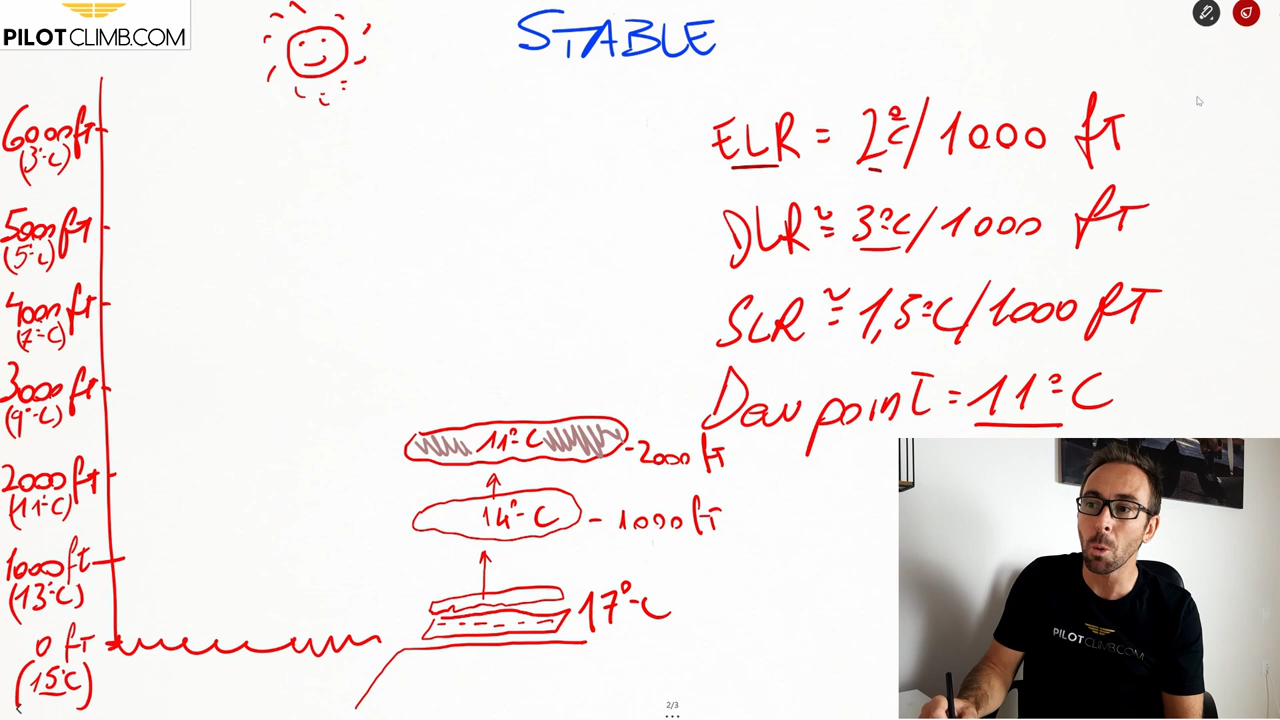 PILOTCLIMB.COM
STABLE
6000 ft
(3°C)
5000 ft
(5°C)
4000 ft
(7°C)
3000 ft
(9°C)
2000 ft
(11°C)
1000 ft
(13°C)
0 ft
(15°C)
11°C
- 2000 ft
14°C
- 1000 ft
17°C
ELR = 2°C/1000 ft
DLR ≅ 3°C/1000 ft
SLR ≅ 1,5°C/1000 ft
Dew point = 11°C
PILOTCLIMB.COM
2/3